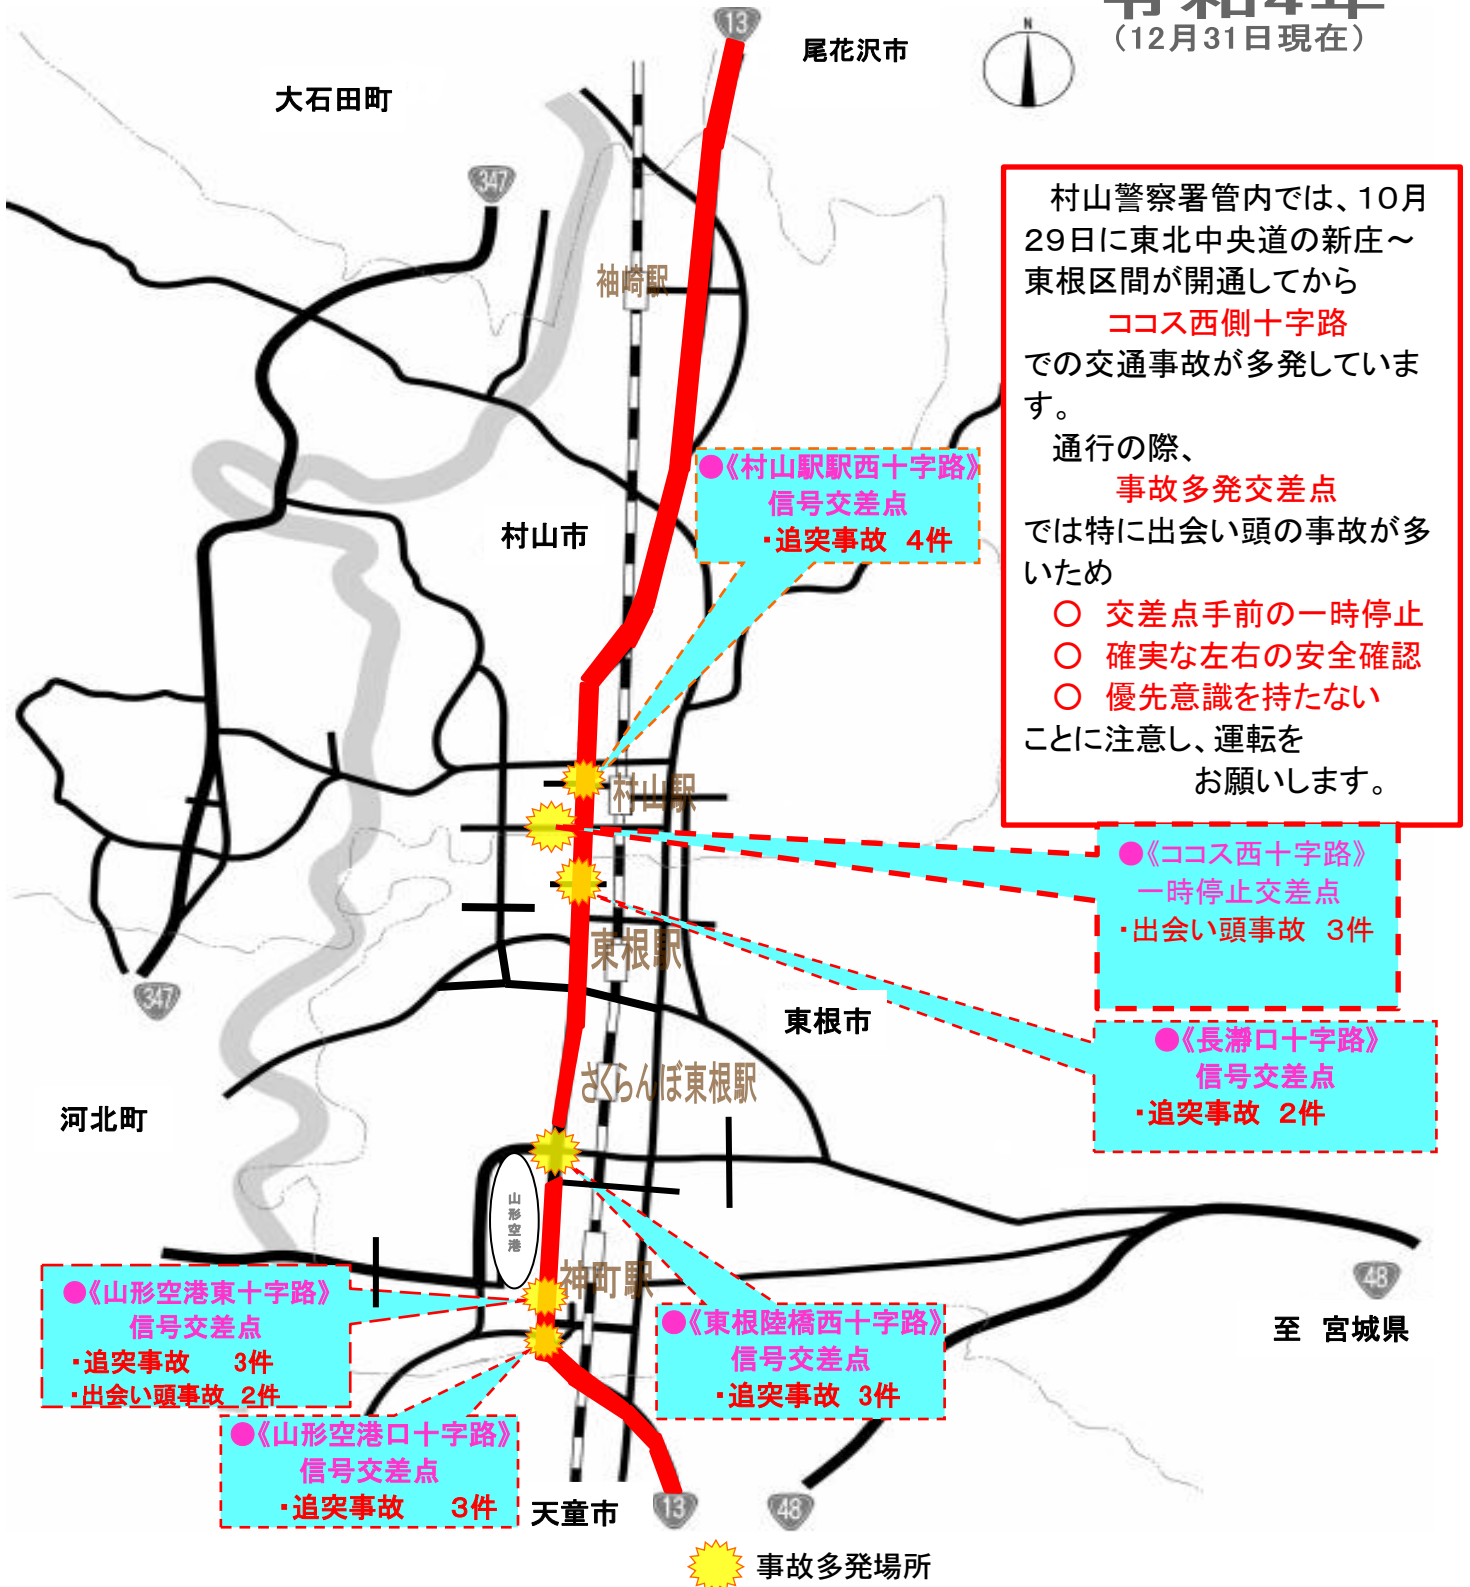 令和4年
（12月31日現在）
13
N
尾花沢市
大石田町
347
村山警察署管内では、10月
29日に東北中央道の新庄～
東根区間が開通してから
ココス西側十字路
での交通事故が多発していま
す。
通行の際、
事故多発交差点
では特に出会い頭の事故が多
いため
○ 交差点手前の一時停止
○ 確実な左右の安全確認
○ 優先意識を持たない
ことに注意し、運転を
お願いします。
袖崎駅
●《村山駅駅西十字路》
信号交差点
・追突事故 4件
村山市
村山駅
●《ココス西十字路》
一時停止交差点
・出会い頭事故 3件
東根駅
347
東根市
●《長瀞口十字路》
信号交差点
・追突事故 2件
さくらんぼ東根駅
河北町
山形空港
神町駅
48
至 宮城県
●《山形空港東十字路》
信号交差点
・追突事故 3件
・出会い頭事故 2件
●《東根陸橋西十字路》
信号交差点
・追突事故 3件
●《山形空港口十字路》
信号交差点
・追突事故 3件
天童市
13
48
事故多発場所